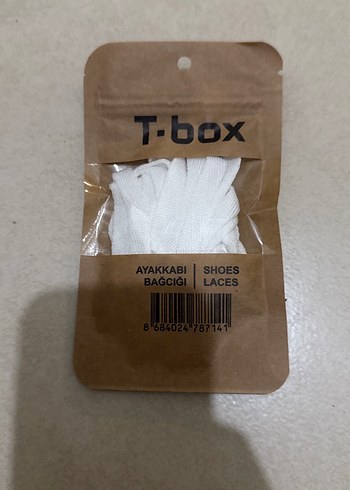 T-box
AYAKKABI | SHOES
BAĞCIĞI | LACES
8 684024 787141